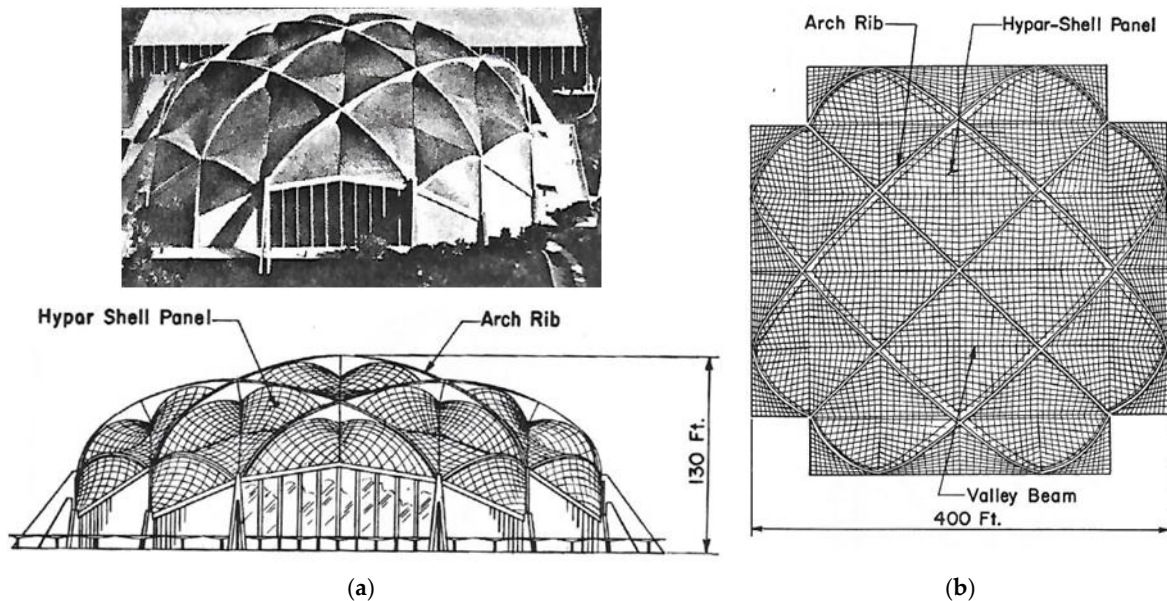 Arch Rib
Hypar-Shell Panel
Hypar Shell Panel
Arch Rib
130 Ft.
Valley Beam
400 Ft.
(a)
(b)